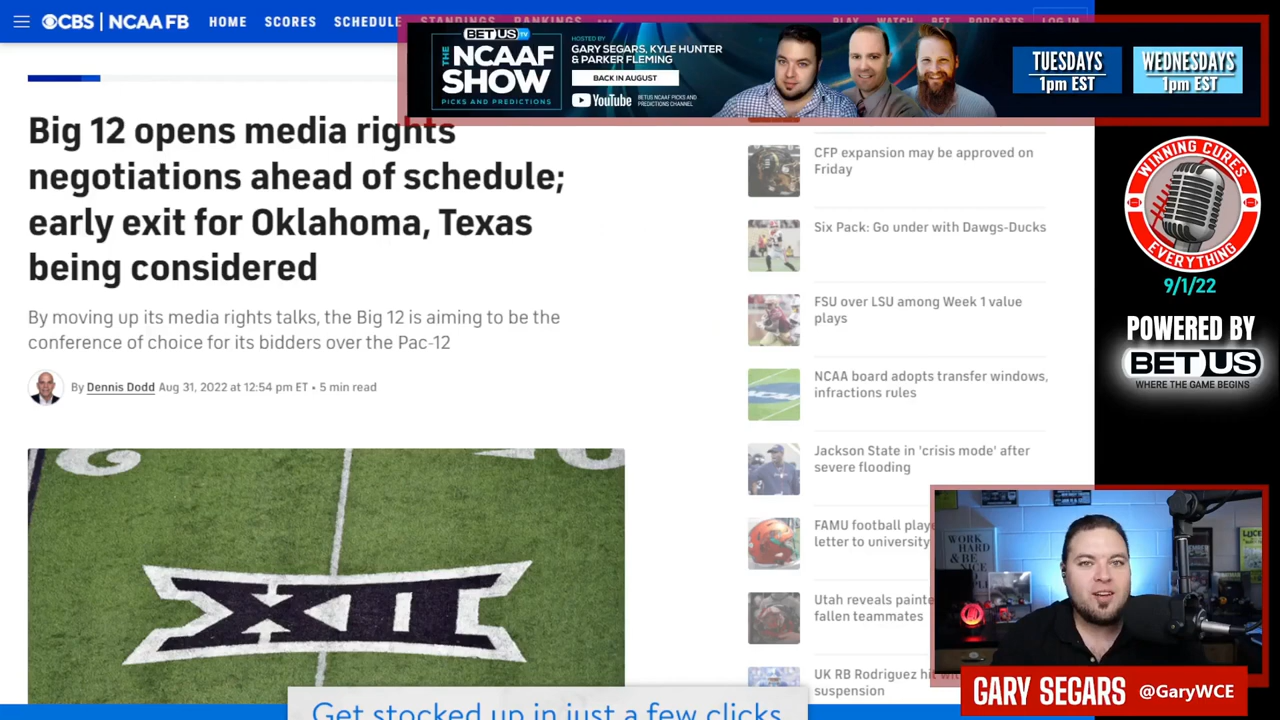 CBS | NCAA FB
HOME
SCORES
SCHEDULE
STANDINGS
RANKINGS
PLAY
WATCH
BET
PODCASTS
LOG IN
BETUS TV
THE
NCAAF
SHOW
PICKS AND PREDICTIONS
HOSTED BY
GARY SEGARS, KYLE HUNTER
& PARKER FLEMING
BACK IN AUGUST
YouTube
BETUS NCAAF PICKS AND
PREDICTIONS CHANNEL
TUESDAYS
1pm EST
WEDNESDAYS
1pm EST
Big 12 opens media rights
negotiations ahead of schedule;
early exit for Oklahoma, Texas
being considered
By moving up its media rights talks, the Big 12 is aiming to be the
conference of choice for its bidders over the Pac-12
By Dennis Dodd Aug 31, 2022 at 12:54 pm ET • 5 min read
XII
CFP expansion may be approved on
Friday
Six Pack: Go under with Dawgs-Ducks
FSU over LSU among Week 1 value
plays
NCAA board adopts transfer windows,
infractions rules
Jackson State in 'crisis mode' after
severe flooding
FAMU football playe
letter to university
Utah reveals painte
fallen teammates
UK RB Rodriguez hit
suspension
WINNING CURES
EVERYTHING
9/1/22
POWERED BY
BETUS
WHERE THE GAME BEGINS
WORK
HARD &
BE NICE
GARY SEGARS @GaryWCE
Get stocked up in just a few clicks